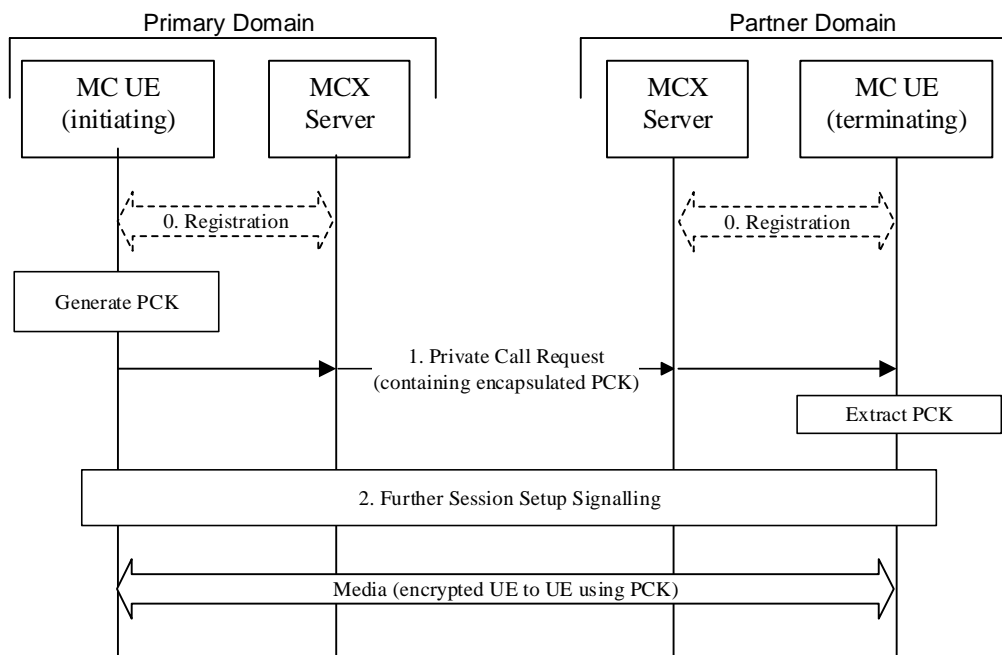 Primary Domain
Partner Domain
MC UE
(initiating)
MCX
Server
MCX
Server
MC UE
(terminating)
0. Registration
0. Registration
Generate PCK
1. Private Call Request
(containing encapsulated PCK)
Extract PCK
2. Further Session Setup Signalling
Media (encrypted UE to UE using PCK)